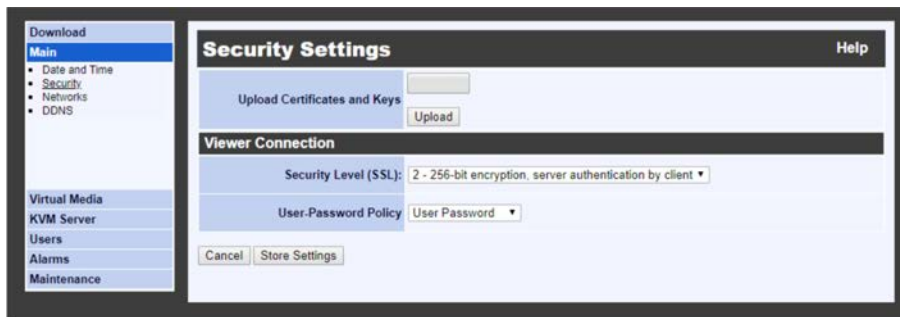 Download
Main
• Date and Time
• Security
• Networks
• DDNS
Virtual Media
KVM Server
Users
Alarms
Maintenance
Security Settings
Help
Upload Certificates and Keys
Upload
Viewer Connection
Security Level (SSL): 2 - 256-bit encryption, server authentication by client
User-Password Policy User Password
Cancel Store Settings